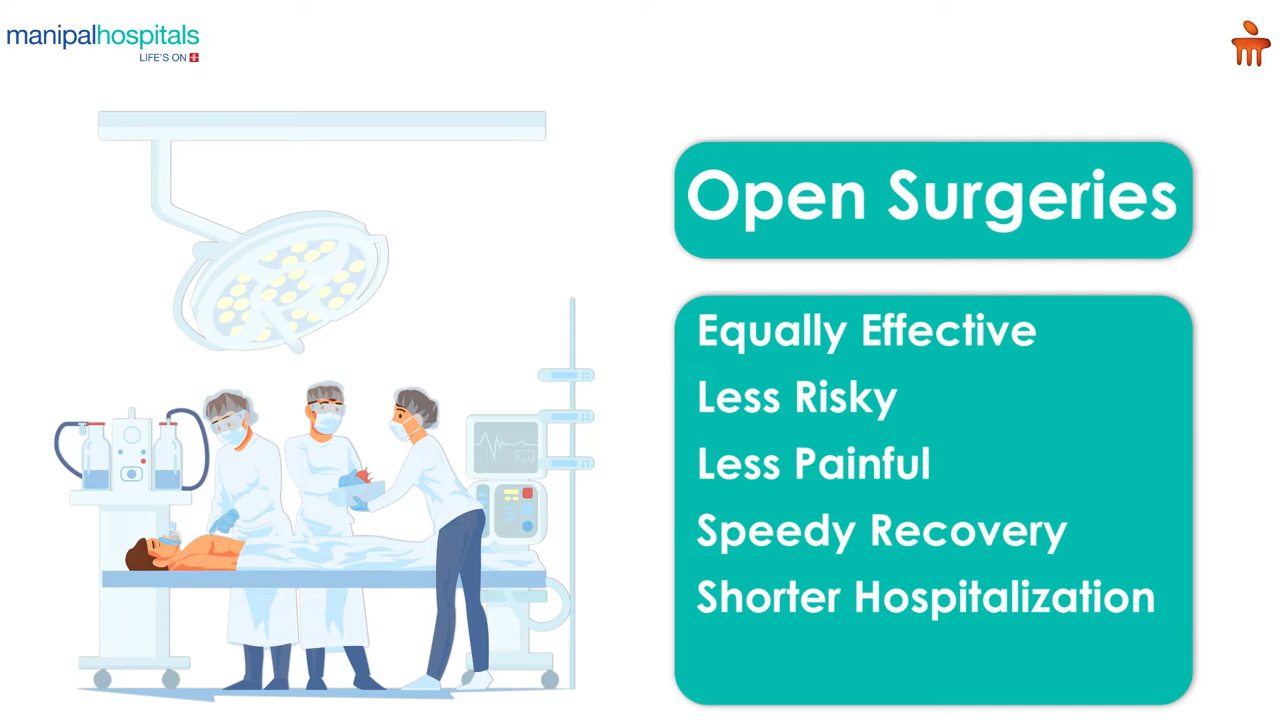 manipalhospitals
LIFE'S ON
Open Surgeries
Equally Effective
Less Risky
Less Painful
Speedy Recovery
Shorter Hospitalization